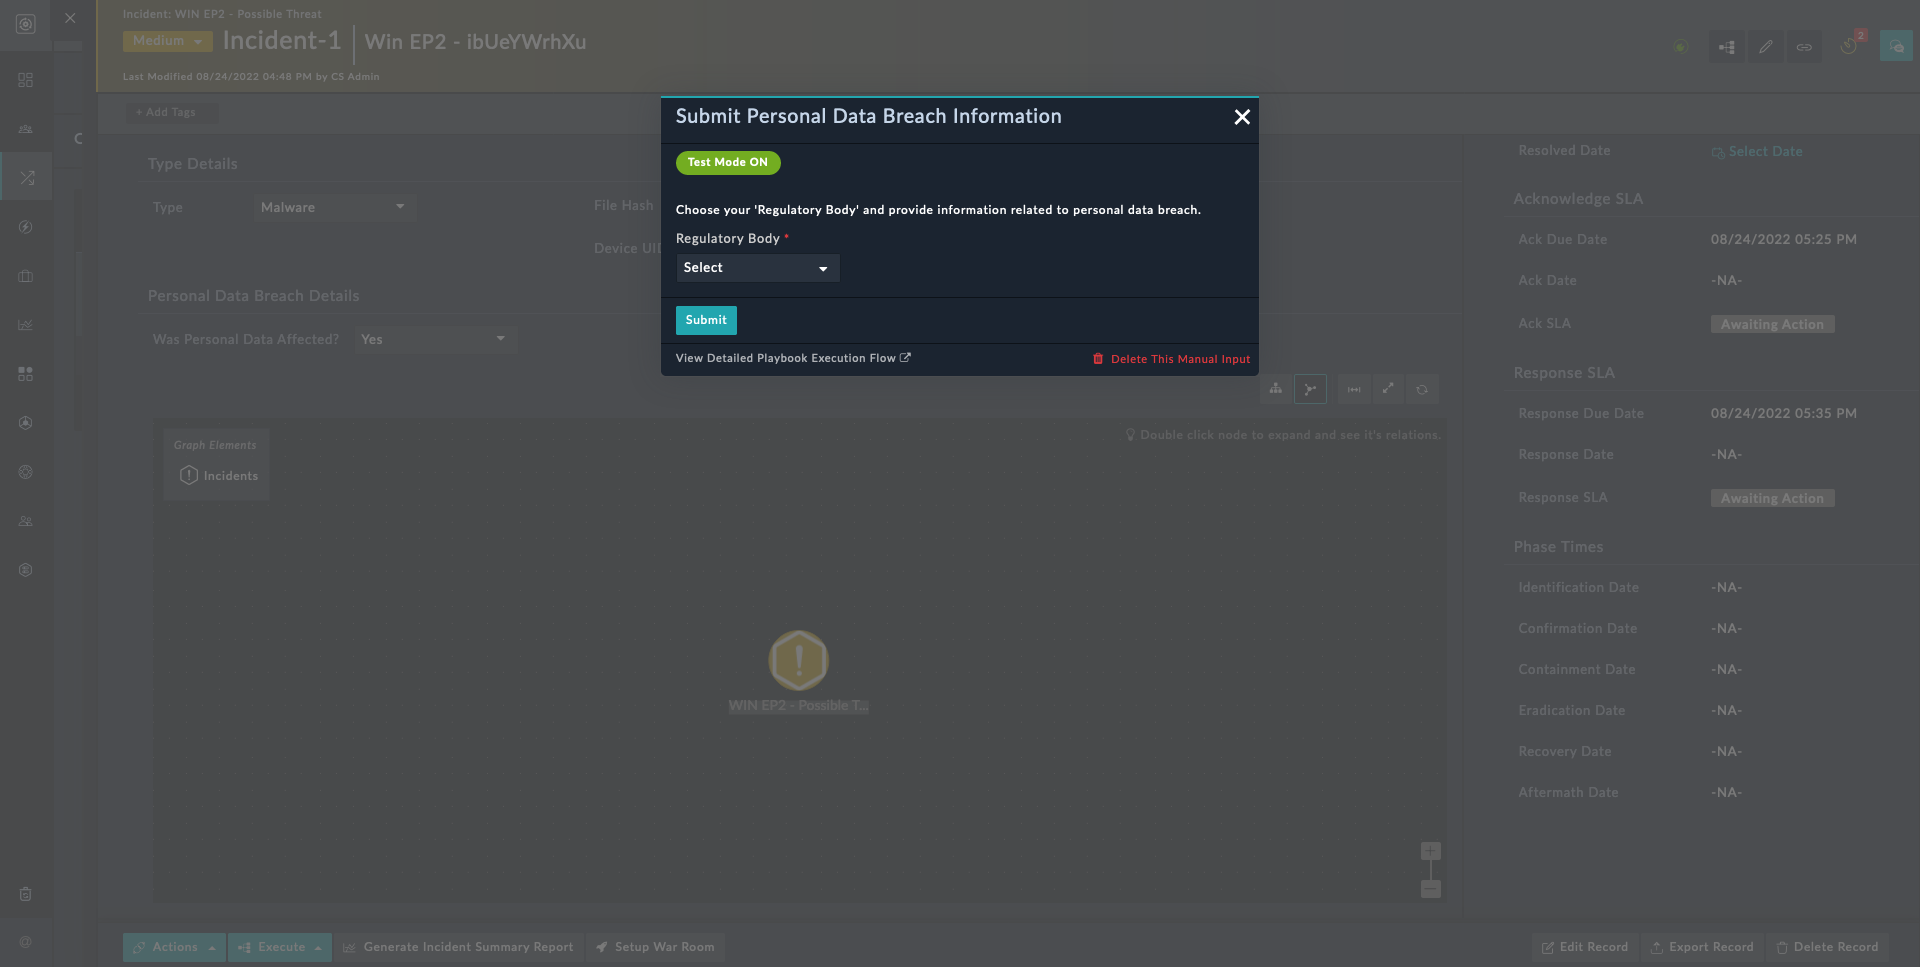 Incident: WIN EP2 - Possible Threat
Medium
Incident-1
Win EP2 - ibUeYWrhXu
Last Modified 08/24/2022 04:48 PM by CS Admin
2
+ Add Tags
Submit Personal Data Breach Information
Test Mode ON
Choose your 'Regulatory Body' and provide information related to personal data breach.
Regulatory Body *
Select
Submit
View Detailed Playbook Execution Flow
Delete This Manual Input
Type Details
Type
Malware
File Hash
Device UID
Personal Data Breach Details
Was Personal Data Affected?
Yes
Graph Elements
Incidents
Double click node to expand and see it's relations.
WIN EP2 - Possible T...
Resolved Date
Select Date
Acknowledge SLA
Ack Due Date
08/24/2022 05:25 PM
Ack Date
-NA-
Ack SLA
Awaiting Action
Response SLA
Response Due Date
08/24/2022 05:35 PM
Response Date
-NA-
Response SLA
Awaiting Action
Phase Times
Identification Date
-NA-
Confirmation Date
-NA-
Containment Date
-NA-
Eradication Date
-NA-
Recovery Date
-NA-
Aftermath Date
-NA-
Actions
Execute
Generate Incident Summary Report
Setup War Room
Edit Record
Export Record
Delete Record